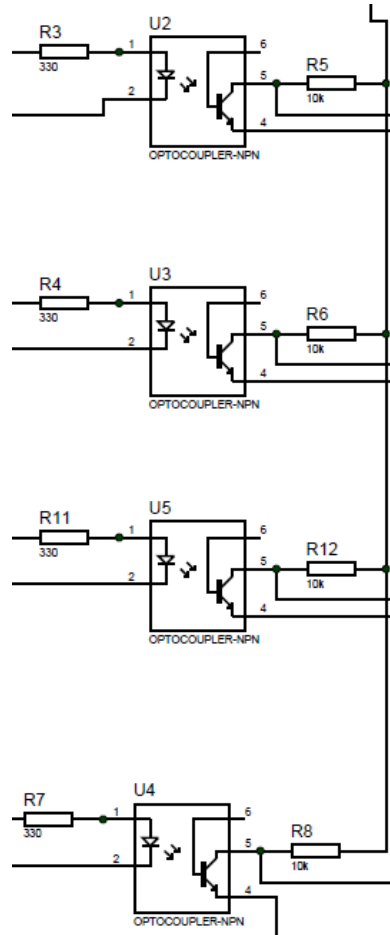 U2
R3
1
6
R5
5
330
10k
2
4
OPTOCOUPLER-NPN
U3
R4
1
6
R6
5
330
10k
2
4
OPTOCOUPLER-NPN
U5
R11
1
6
R12
5
330
10k
2
4
OPTOCOUPLER-NPN
U4
R7
1
6
R8
330
5
2
10k
4
OPTOCOUPLER-NPN